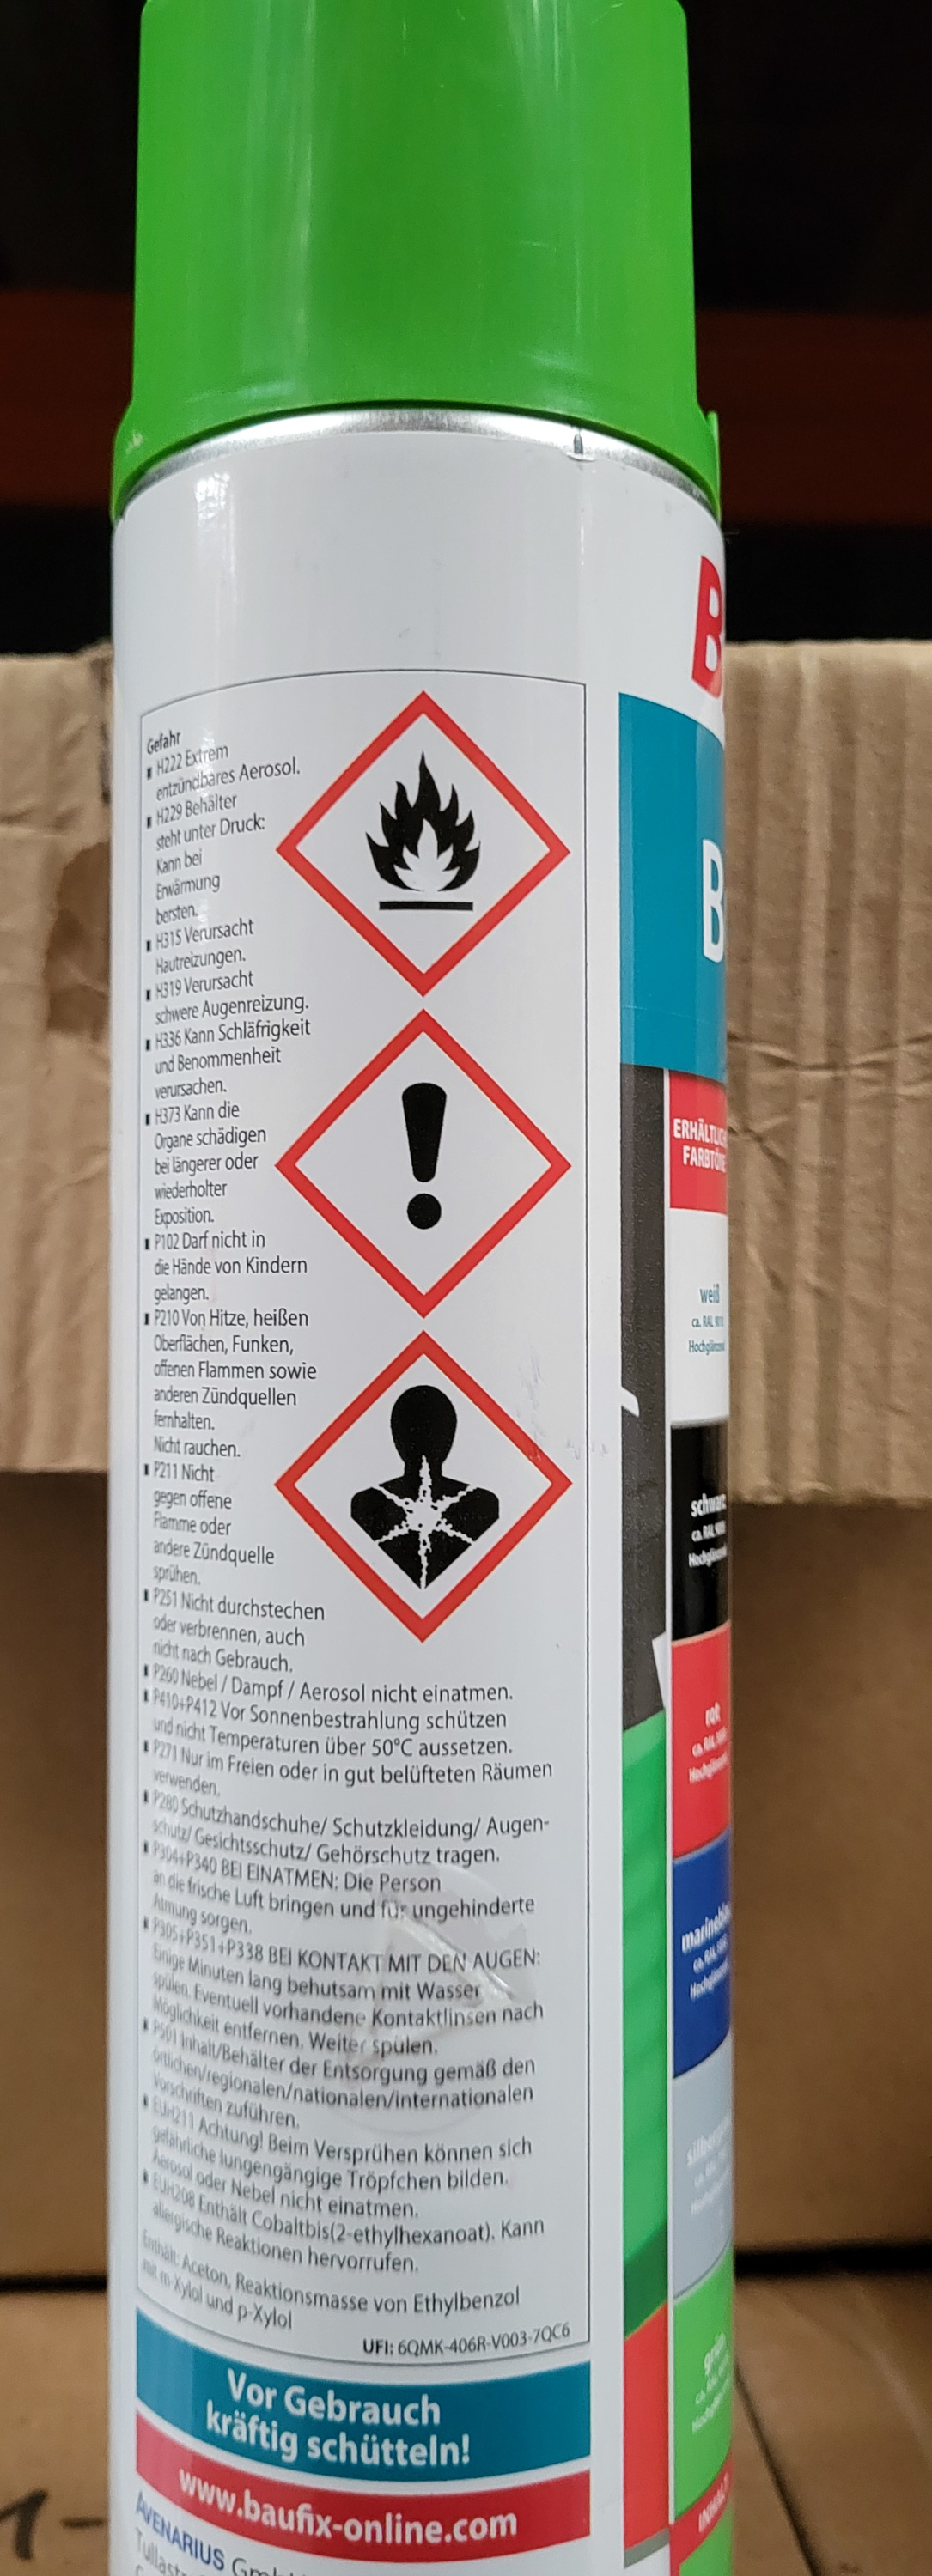 Gefahr
▮ H222 Extrem
entzündbares Aerosol.
▮ H229 Behälter
steht unter Druck:
Kann bei
Erwärmung
bersten.
▮ H315 Verursacht
Hautreizungen.
▮ H319 Verursacht
schwere Augenreizung.
▮ H336 Kann Schläfrigkeit
und Benommenheit
verursachen.
▮ H373 Kann die
Organe schädigen
bei längerer oder
wiederholter
Exposition.
▮ P102 Darf nicht in
die Hände von Kindern
gelangen.
▮ P210 Von Hitze, heißen
Oberflächen, Funken,
offenen Flammen sowie
anderen Zündquellen
fernhalten.
Nicht rauchen.
▮ P211 Nicht
gegen offene
Flamme oder
andere Zündquelle
sprühen.
▮ P251 Nicht durchstechen
oder verbrennen, auch
nicht nach Gebrauch.
▮ P260 Nebel / Dampf / Aerosol nicht einatmen.
▮ P410+P412 Vor Sonnenbestrahlung schützen
und nicht Temperaturen über 50°C aussetzen.
▮ P271 Nur im Freien oder in gut belüfteten Räumen
verwenden.
▮ P280 Schutzhandschuhe/ Schutzkleidung/ Augen-
schutz/ Gesichtsschutz/ Gehörschutz tragen.
▮ P304+P340 BEI EINATMEN: Die Person
an die frische Luft bringen und für ungehinderte
Atmung sorgen.
▮ P305+P351+P338 BEI KONTAKT MIT DEN AUGEN:
Einige Minuten lang behutsam mit Wasser
spülen. Eventuell vorhandene Kontaktlinsen nach
Möglichkeit entfernen. Weiter spülen.
▮ P501 Inhalt/Behälter der Entsorgung gemäß den
örtlichen/regionalen/nationalen/internationalen
Vorschriften zuführen.
▮ EUH211 Achtung! Beim Versprühen können sich
gefährliche lungengängige Tröpfchen bilden.
Aerosol oder Nebel nicht einatmen.
▮ EUH208 Enthält Cobaltbis(2-ethylhexanoat). Kann
allergische Reaktionen hervorrufen.
Enthält: Aceton, Reaktionsmasse von Ethylbenzol
mit m-Xylol und p-Xylol
UFI: 6QMK-406R-V003-7QC6
Vor Gebrauch
kräftig schütteln!
www.baufix-online.com
AVENARIUS
B
B
weiß
ca. RAL
rot
ca. RAL
ca. RAL